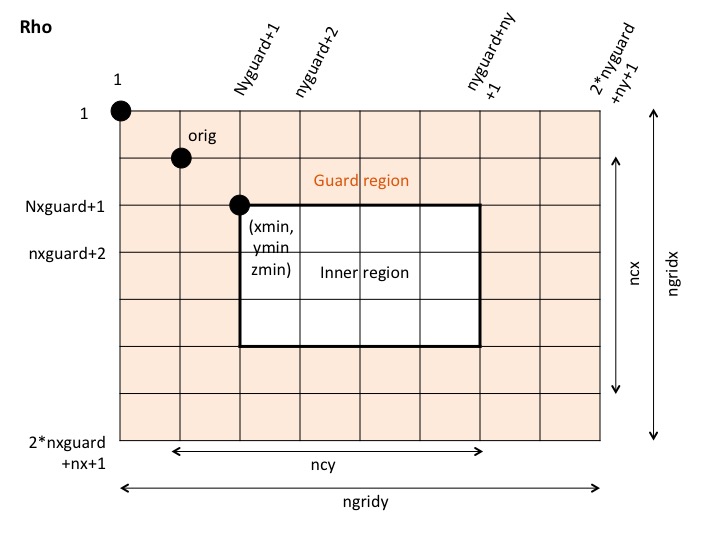 Rho
1
Nyguard+1
nyguard+2
nyguard+ny
+1
2*nyguard
+ny+1
1
orig
Guard region
Nxguard+1
(xmin,
ymin
zmin)
nxguard+2
Inner region
ncx
ngridx
2*nxguard
+nx+1
ncy
ngridy